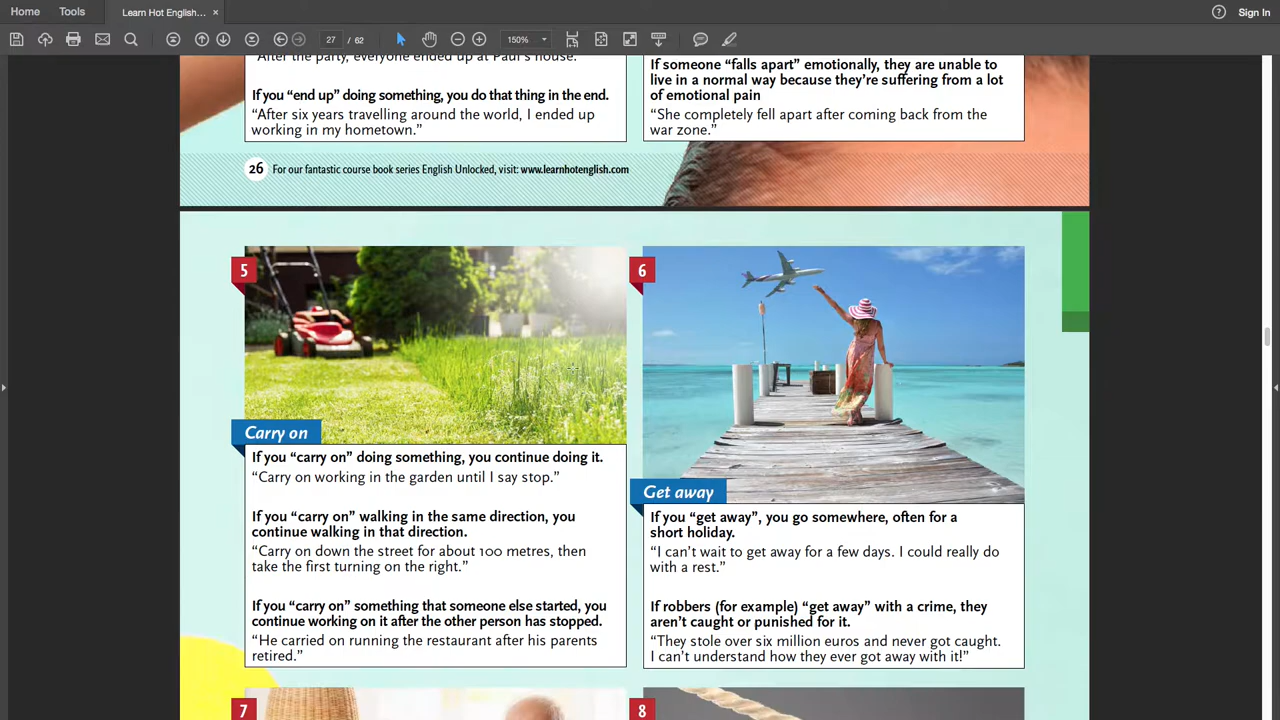 Home
Tools
Learn Hot English... ×
? Sign In
27 / 62
150%
"After the party, everyone ended up at Paul's house."
If you "end up" doing something, you do that thing in the end.
"After six years travelling around the world, I ended up
working in my hometown."
If someone "falls apart" emotionally, they are unable to
live in a normal way because they're suffering from a lot
of emotional pain
"She completely fell apart after coming back from the
war zone."
26 For our fantastic course book series English Unlocked, visit: www.learnhotenglish.com
5
Carry on
If you "carry on" doing something, you continue doing it.
"Carry on working in the garden until I say stop."
If you "carry on" walking in the same direction, you
continue walking in that direction.
"Carry on down the street for about 100 metres, then
take the first turning on the right."
If you "carry on" something that someone else started, you
continue working on it after the other person has stopped.
"He carried on running the restaurant after his parents
retired."
6
Get away
If you "get away", you go somewhere, often for a
short holiday.
"I can't wait to get away for a few days. I could really do
with a rest."
If robbers (for example) "get away" with a crime, they
aren't caught or punished for it.
"They stole over six million euros and never got caught.
I can't understand how they ever got away with it!"
7
8